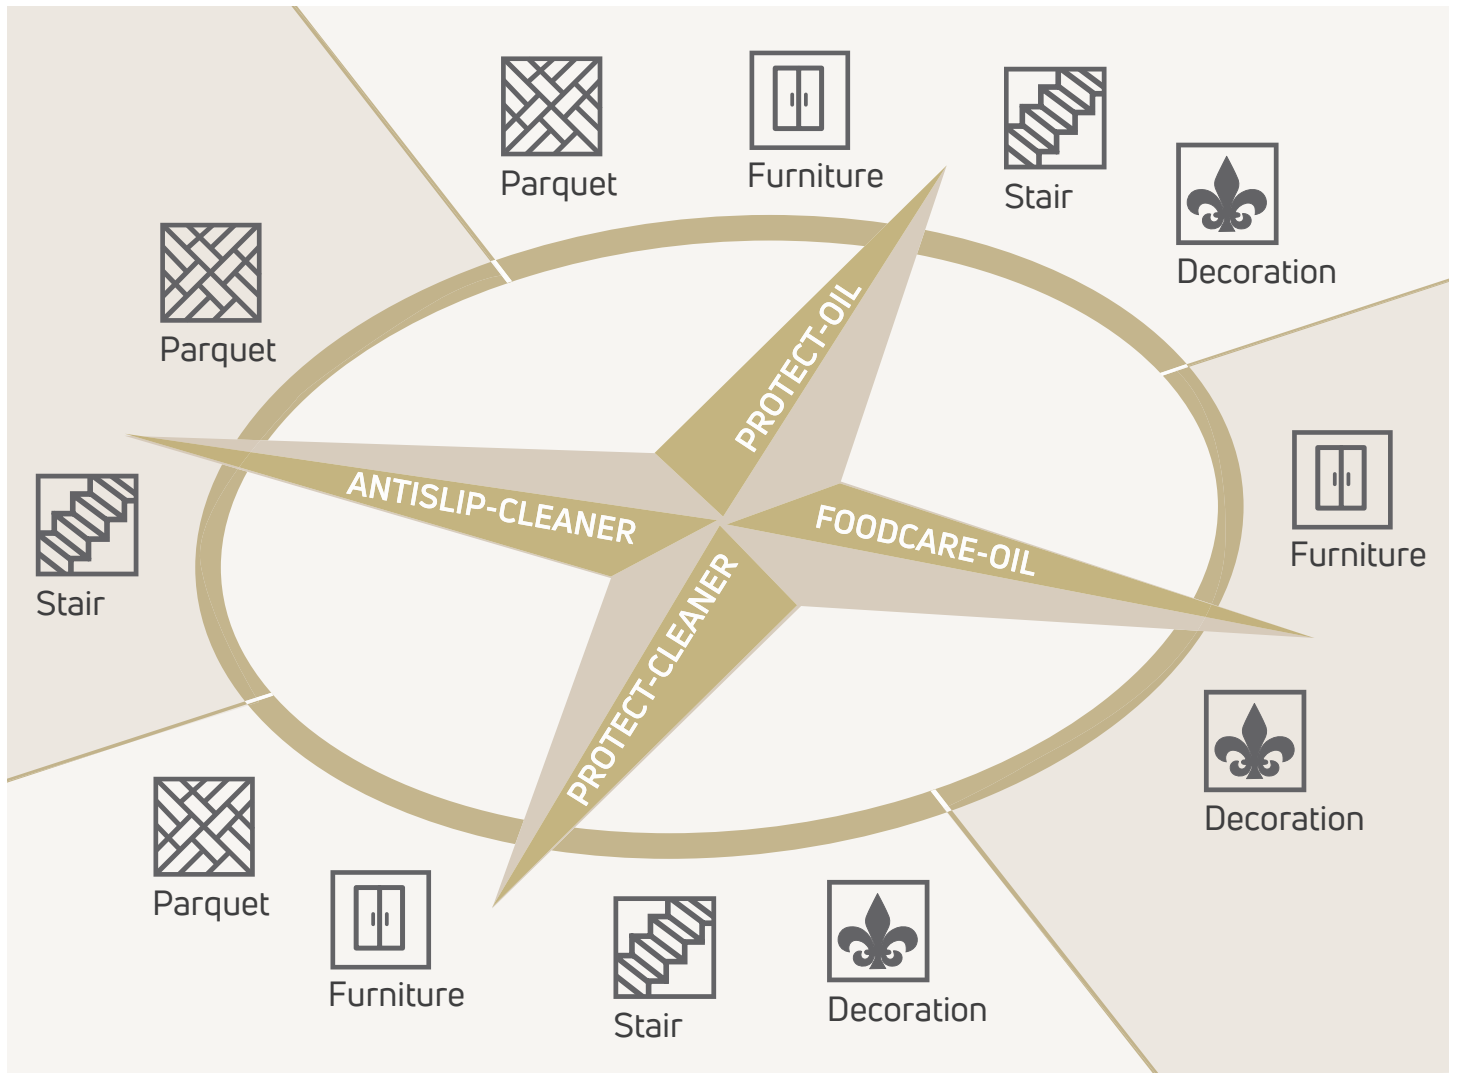 Parquet
Furniture
Stair
Decoration
Parquet
Stair
PROTECT-OIL
ANTISLIP-CLEANER
FOODCARE-OIL
PROTECT-CLEANER
Furniture
Decoration
Parquet
Furniture
Stair
Decoration